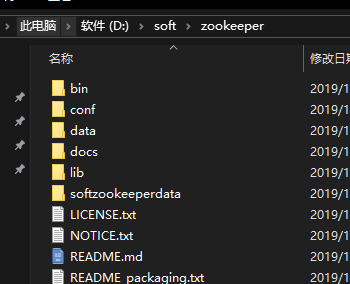 此电脑 软件 (D:) soft zookeeper
名称 修改日
bin 2019/1
conf 2019/1
data 2019/1
docs 2019/1
lib 2019/1
softzookeeperdata 2019/1
LICENSE.txt 2019/1
NOTICE.txt 2019/1
README.md 2019/1
README_packaging.txt 2019/1